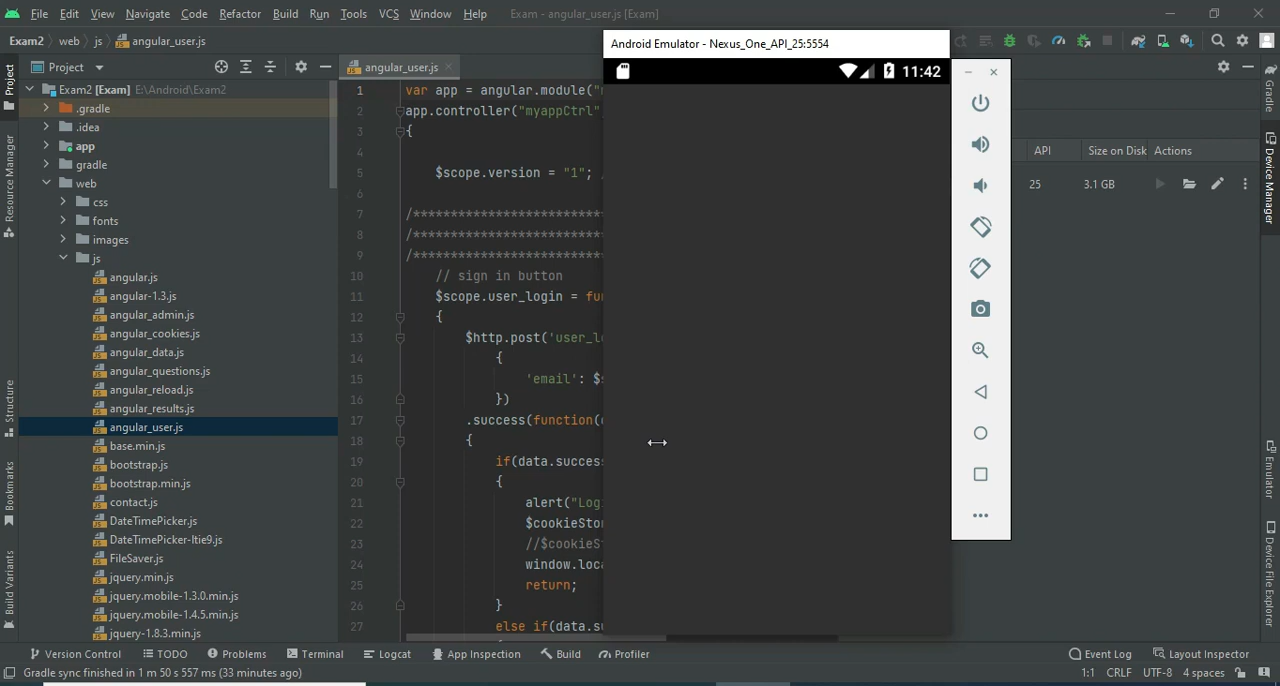 File Edit View Navigate Code Refactor Build Run Tools VCS Window Help Exam - angular_user.js [Exam]
Exam2 web js angular_user.js
Android Emulator - Nexus_One_API_25:5554
11:42
Project
angular_user.js
Exam2 [Exam] E:\Android\Exam2
.gradle
.idea
app
gradle
web
css
fonts
images
js
angular.js
angular-1.3.js
angular_admin.js
angular_cookies.js
angular_data.js
angular_questions.js
angular_reload.js
angular_results.js
angular_user.js
base.min.js
bootstrap.js
bootstrap.min.js
contact.js
DateTimePicker.js
DateTimePicker-ltie9.js
FileSaver.js
jquery.min.js
jquery.mobile-1.3.0.min.js
jquery.mobile-1.4.5.min.js
jquery-1.8.3.min.js
1 var app = angular.module("
2 app.controller("myappCtrl"
3 {
4
5 $scope.version = "1"; /
6
7 /**************************
8 /**************************
9 /**************************
10 // sign in button
11 $scope.user_login = fu
12 {
13 $http.post('user_l
14 {
15 'email': $s
16 })
17 .success(function(
18 {
19 if(data.success
20 {
21 alert("Log
22 $cookieSto
23 //$cookieSt
24 window.loca
25 return;
26 }
27 else if(data.su
API Size on Disk Actions
25 3.1 GB
Project
Resource Manager
Structure
Bookmarks
Build Variants
Gradle
Device Manager
Emulator
Device File Explorer
Version Control TODO Problems Terminal Logcat App Inspection Build Profiler Event Log Layout Inspector
Gradle sync finished in 1 m 50 s 557 ms (33 minutes ago) 1:1 CRLF UTF-8 4 spaces